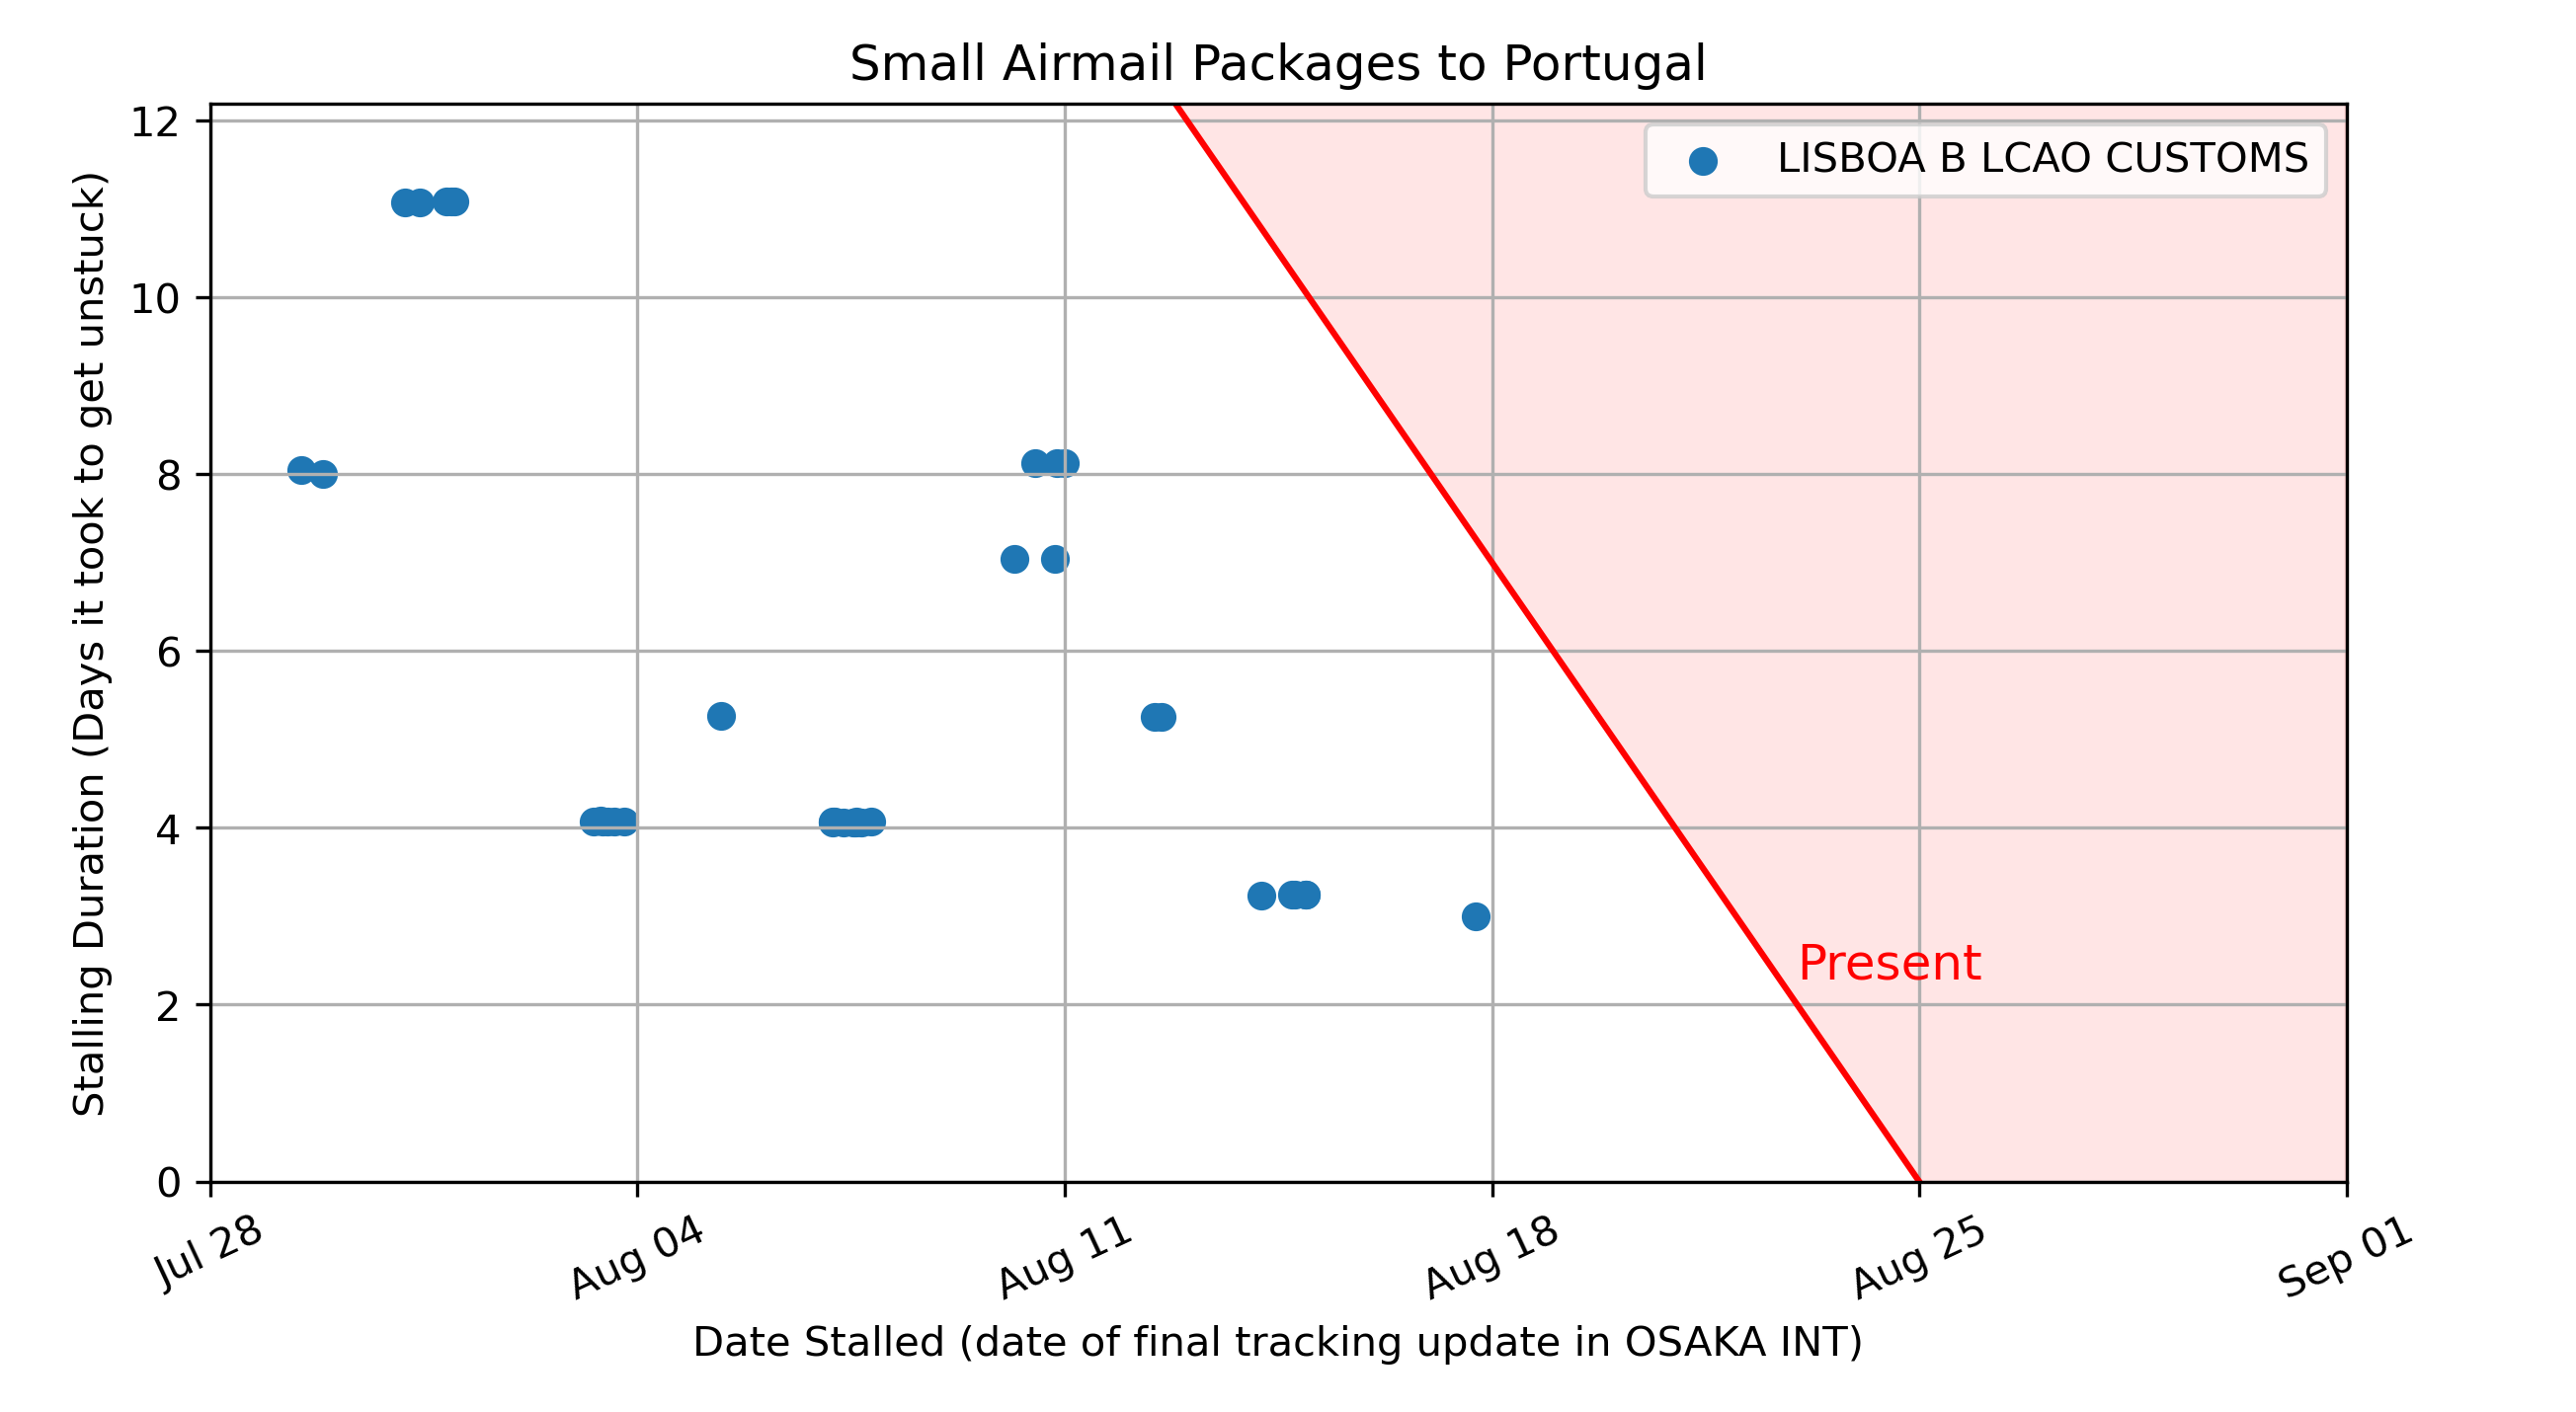 Small Airmail Packages to Portugal
LISBOA B LCAO CUSTOMS
Stalling Duration (Days it took to get unstuck)
12
10
8
6
4
2
0
Present
Jul 28
Aug 04
Aug 11
Aug 18
Aug 25
Sep 01
Date Stalled (date of final tracking update in OSAKA INT)